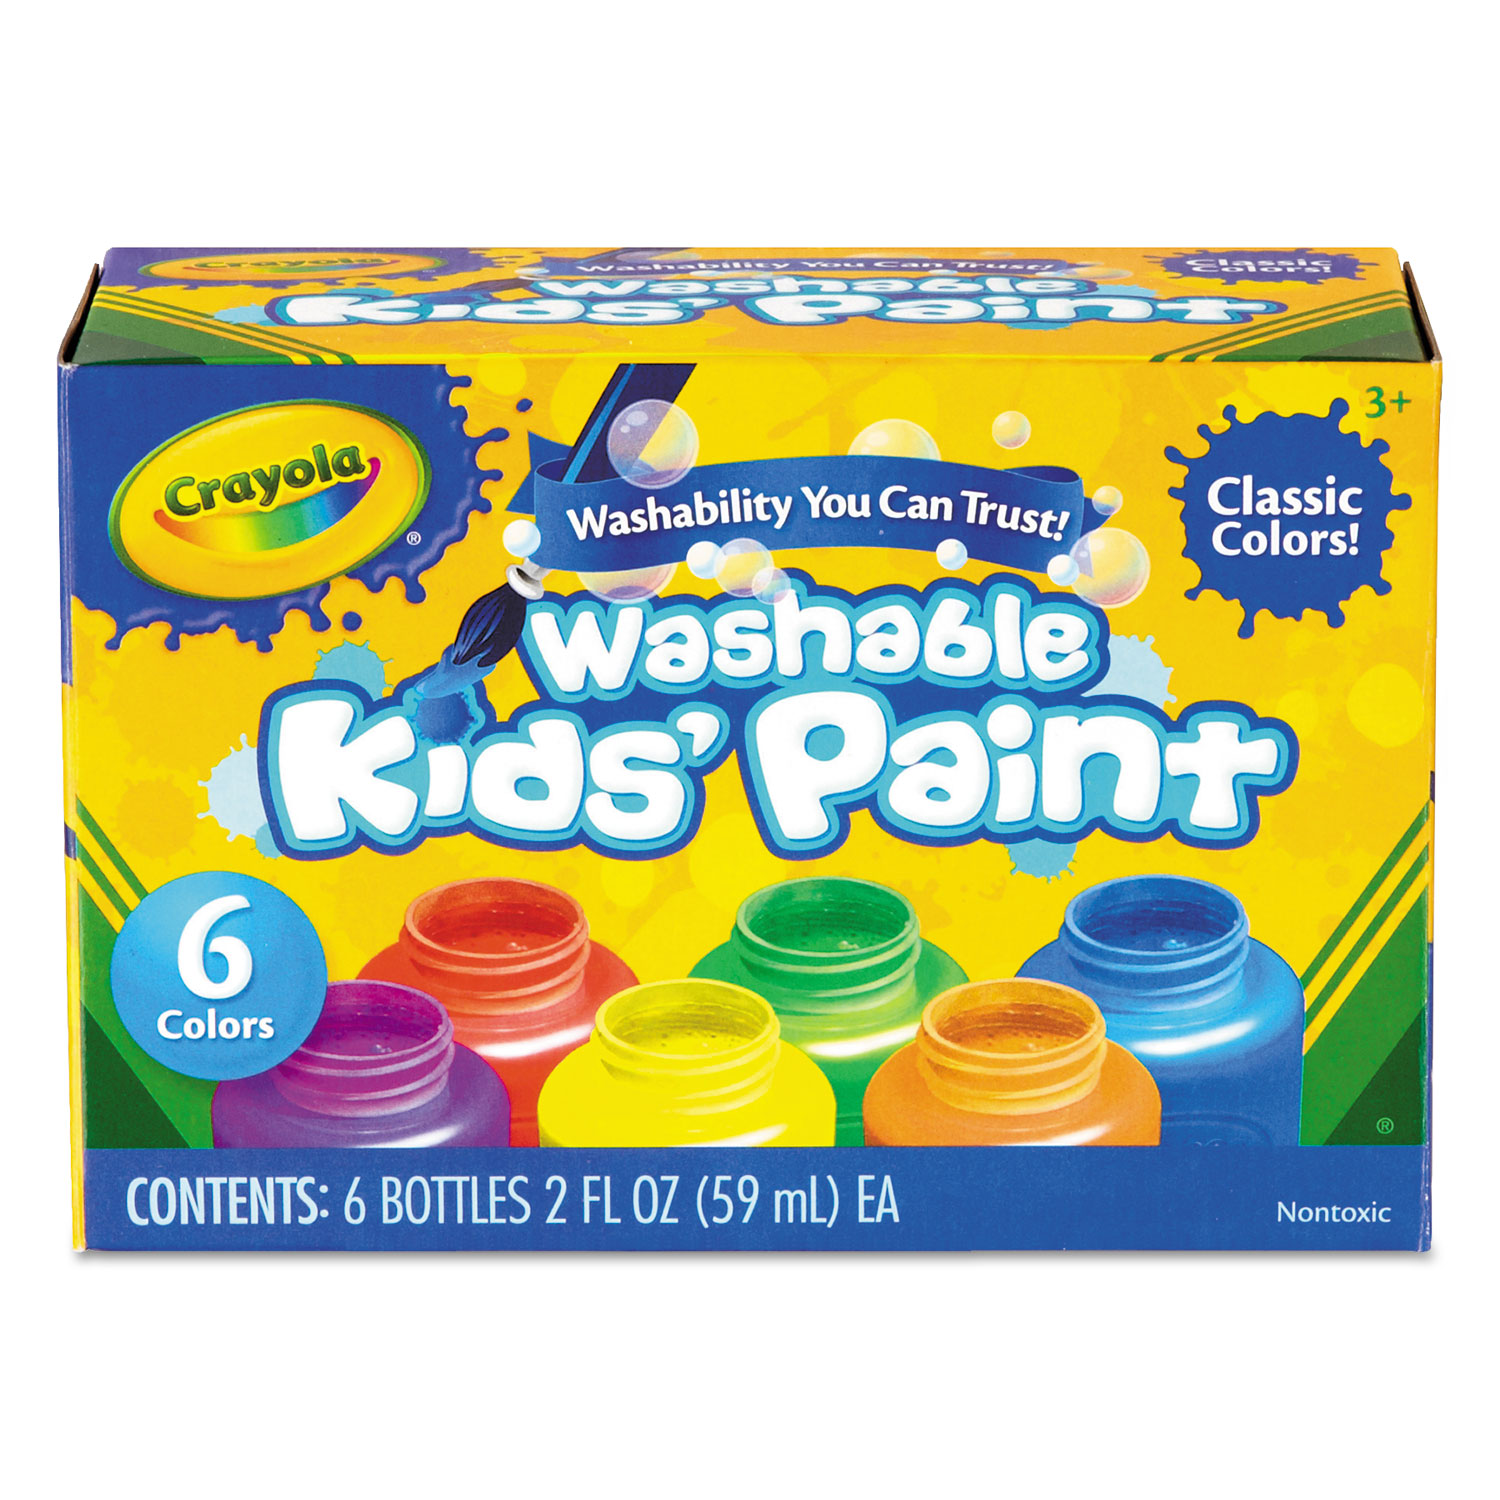 Crayola
Washability You Can Trust!
Washable
Kids' Paint
Classic
Colors!
3+
Crayola
®
Washability You Can Trust!
Classic
Colors!
Washable
Kids' Paint
6
Colors
®
CONTENTS: 6 BOTTLES 2 FL OZ (59 mL) EA
Nontoxic